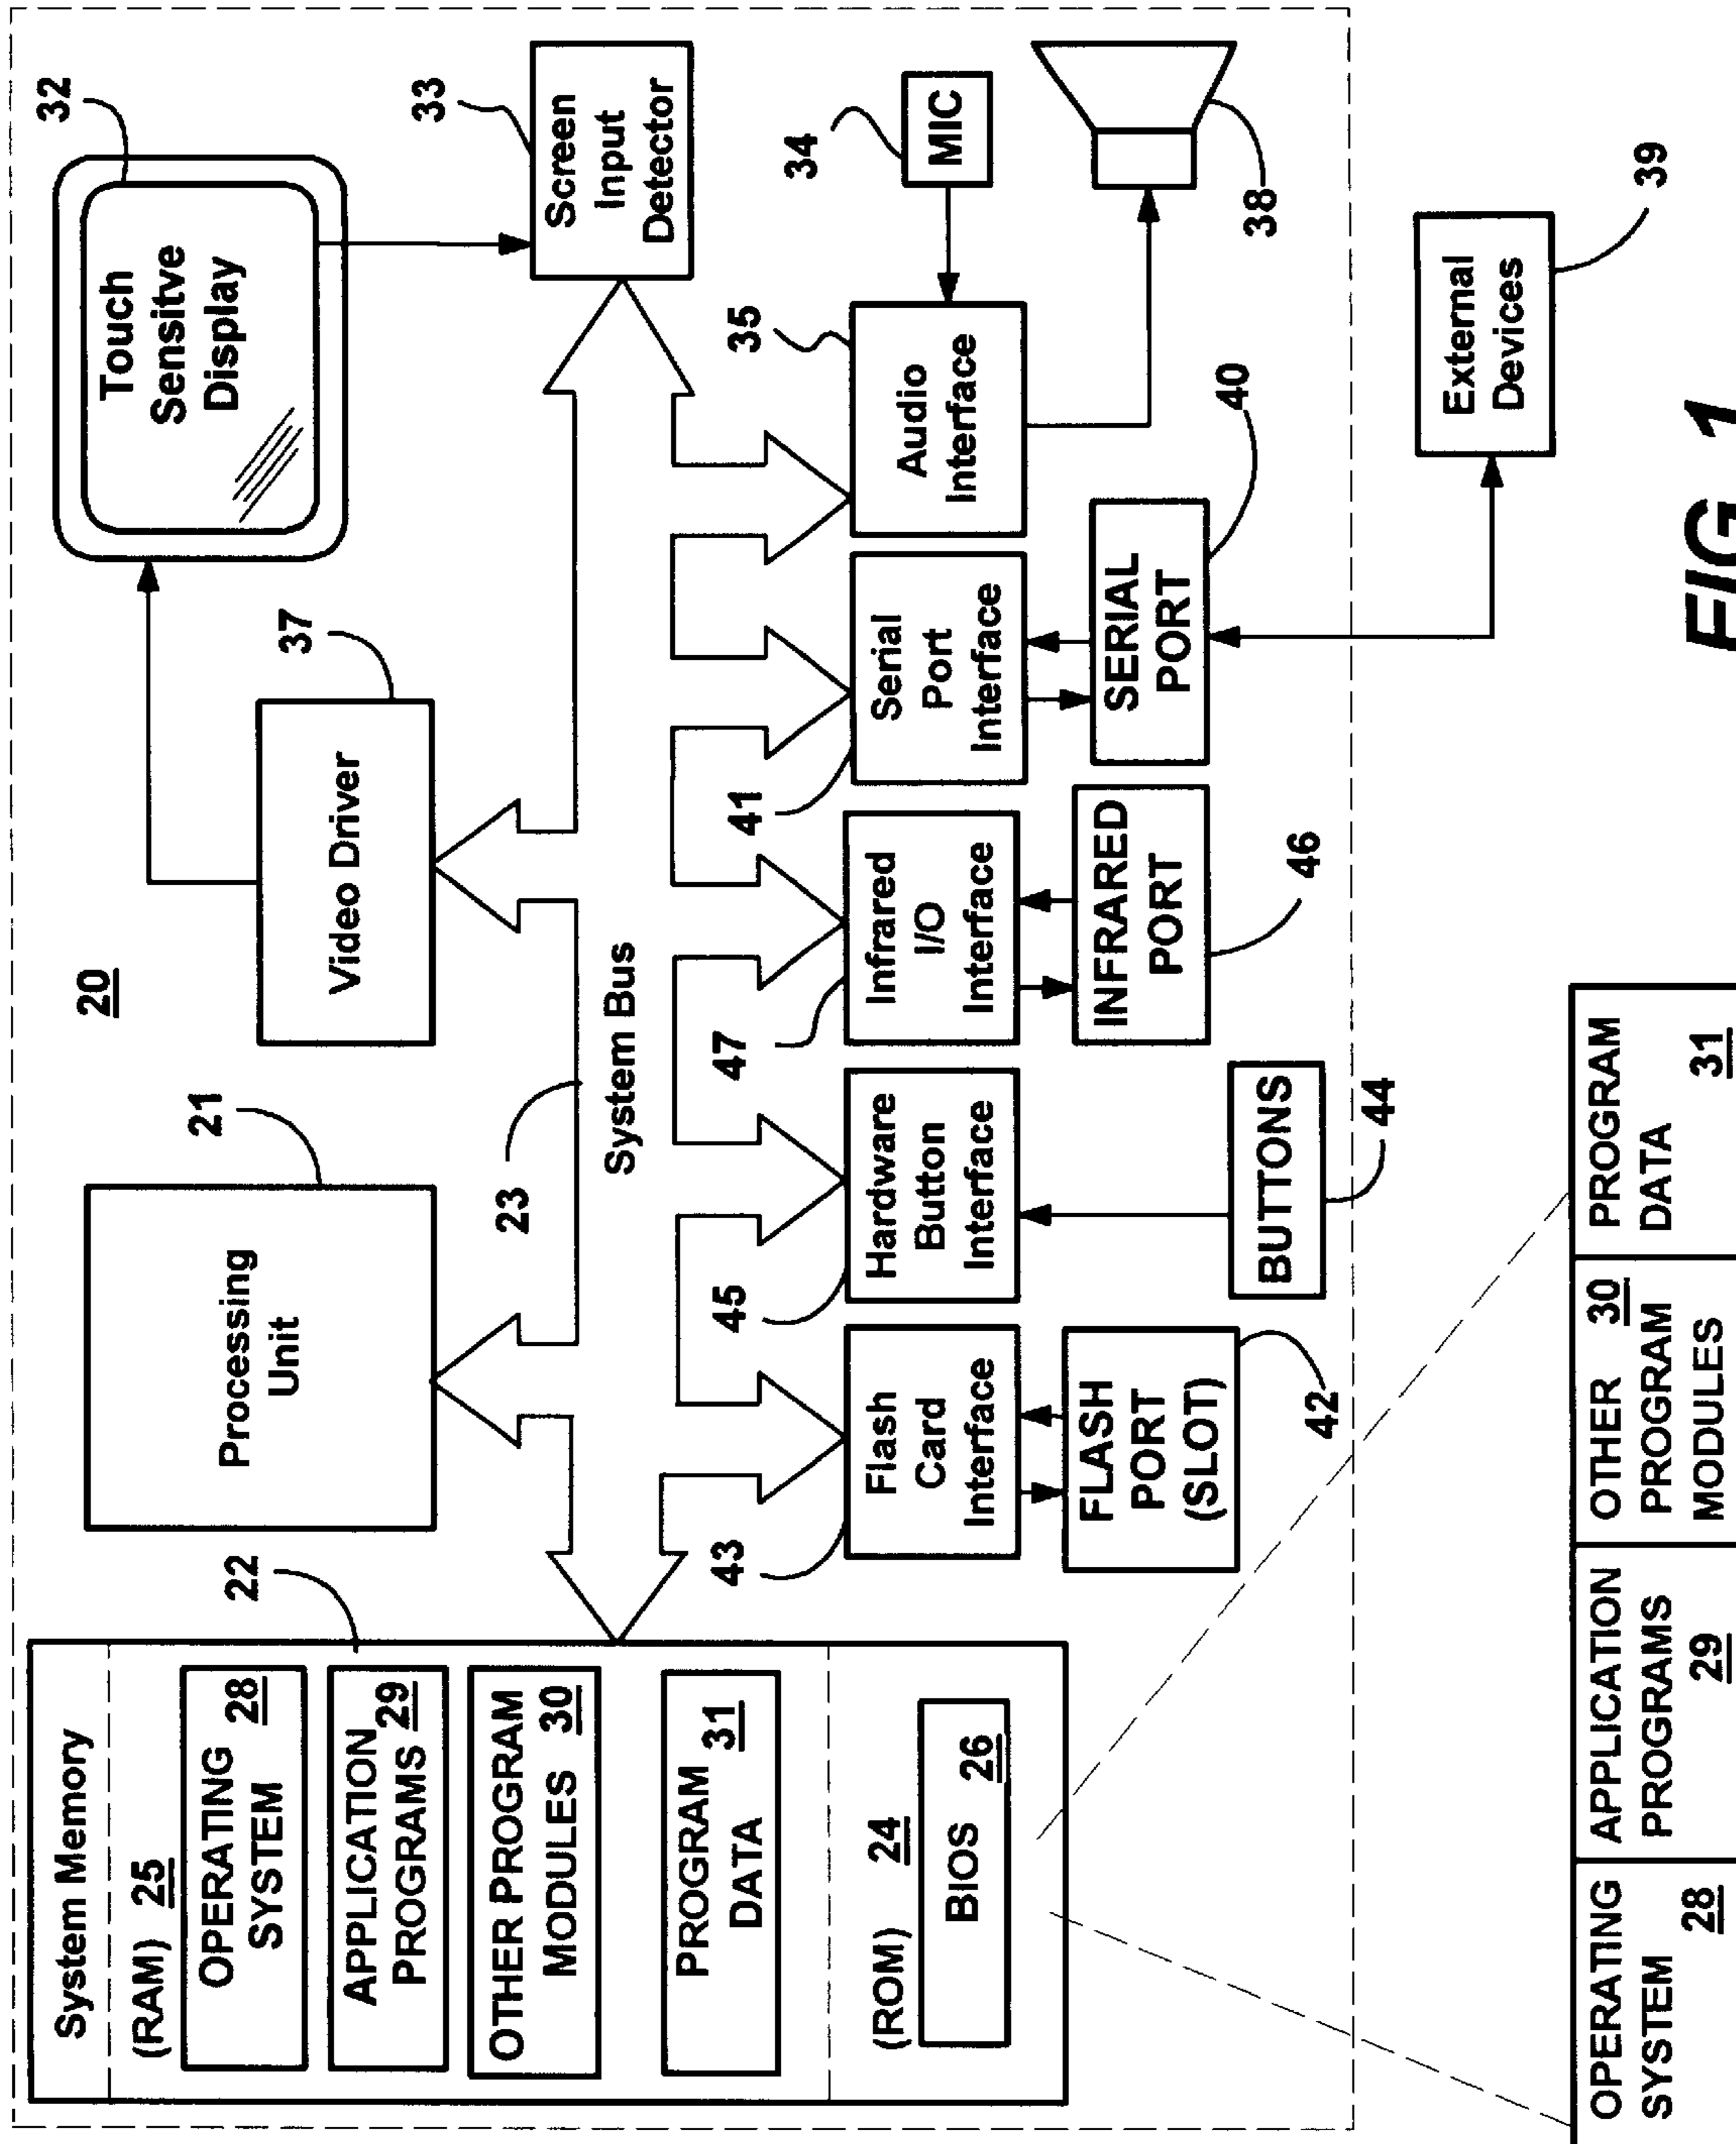 20
System Memory
(RAM) 25
OPERATING
SYSTEM 28
APPLICATION
PROGRAMS 29
OTHER PROGRAM
MODULES 30
PROGRAM
DATA 31
(ROM) 24
BIOS 26
22
Processing
Unit
21
Video Driver
37
Touch
Sensitve
Display
32
23
System Bus
Screen
Input
Detector
33
43
Flash
Card
Interface
45
Hardware
Button
Interface
47
Infrared
I/O
Interface
41
Serial
Port
Interface
35
Audio
Interface
34
MIC
38
FLASH
PORT
(SLOT)
42
BUTTONS
44
INFRARED
PORT
46
SERIAL
PORT
40
External
Devices
39
OPERATING
SYSTEM
28
APPLICATION
PROGRAMS
29
OTHER 30
PROGRAM
MODULES
PROGRAM
DATA
31
FIG 1